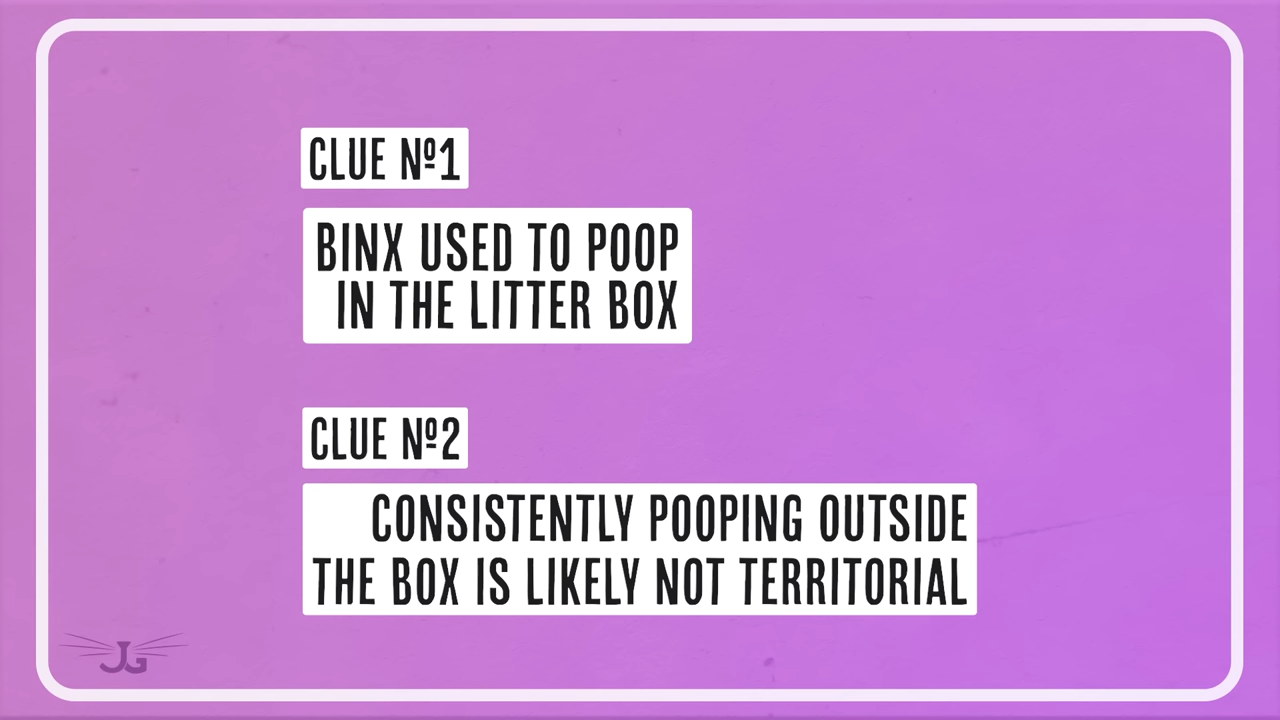 CLUE Nº1
BINX USED TO POOP
IN THE LITTER BOX
CLUE Nº2
CONSISTENTLY POOPING OUTSIDE
THE BOX IS LIKELY NOT TERRITORIAL
JG